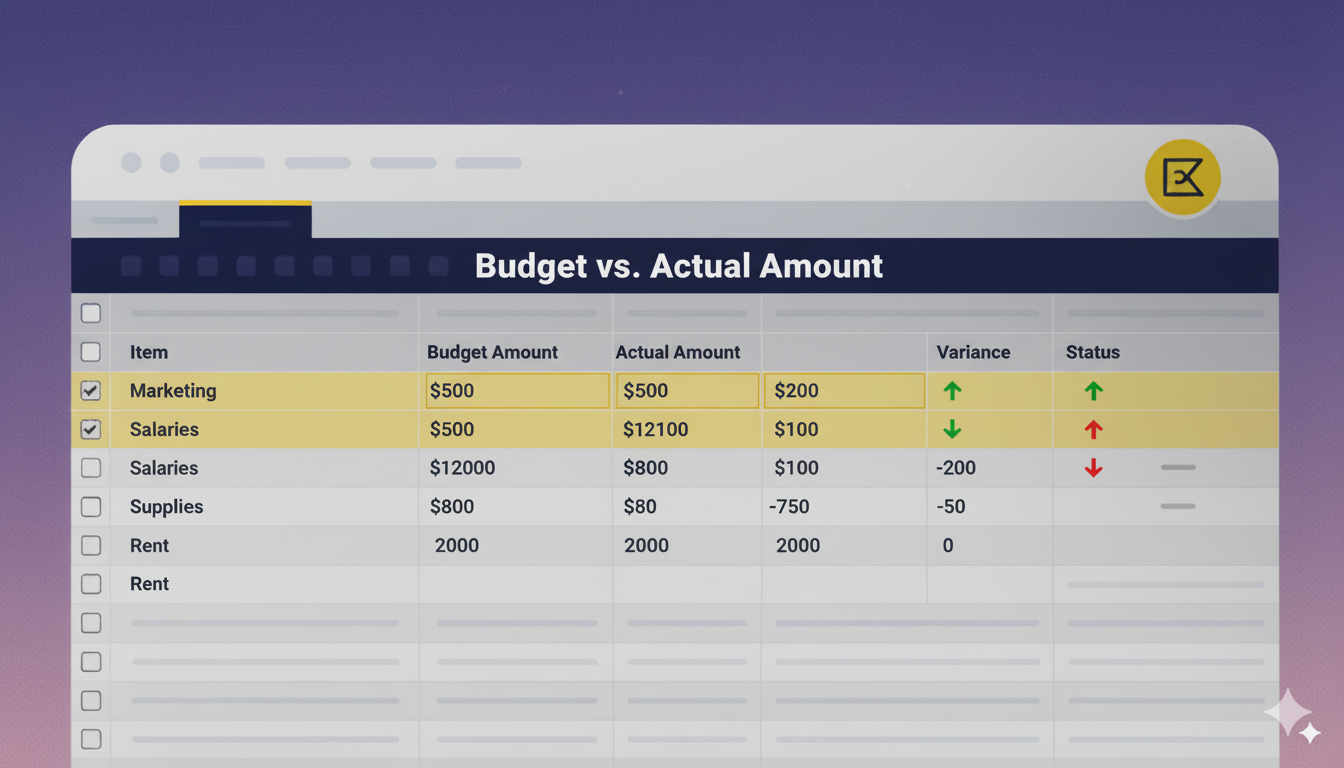 Budget vs. Actual Amount
Item Budget Amount Actual Amount Variance Status
Marketing $500 $500 $200
Salaries $500 $12100 $100
Salaries $12000 $800 $100 -200
Supplies $800 $80 -750 -50
Rent 2000 2000 2000 0
Rent